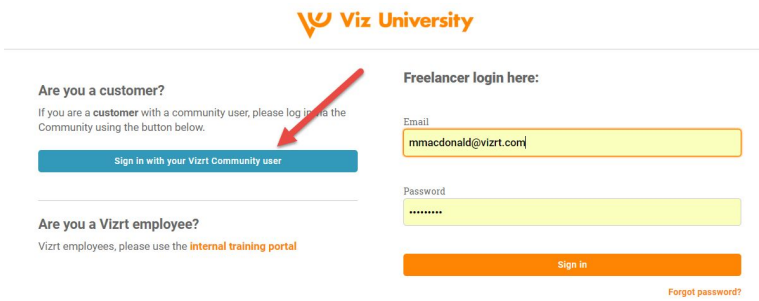 Viz University
Are you a customer?
If you are a customer with a community user, please log in via the
Community using the button below.
Sign in with your Vizrt Community user
Are you a Vizrt employee?
Vizrt employees, please use the internal training portal
Freelancer login here:
Email
mmacdonald@vizrt.com
Password
•••••••••
Sign in
Forgot password?